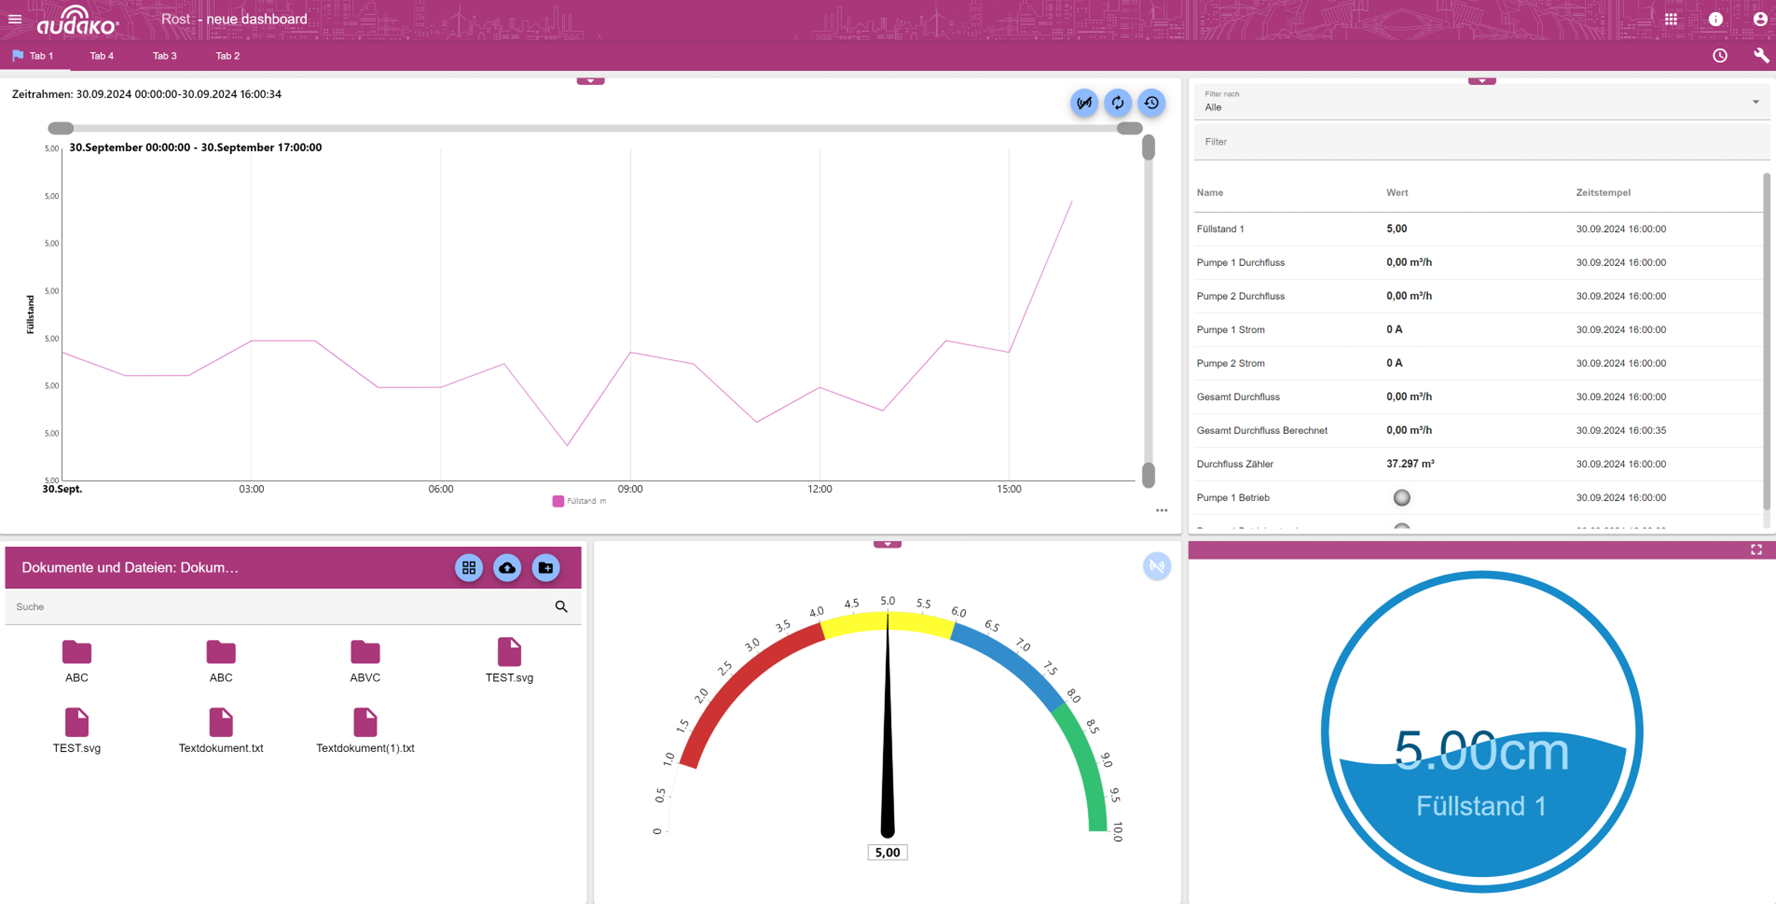 audako
Rost - neue dashboard
Tab 1
Tab 4
Tab 3
Tab 2
Zeitrahmen: 30.09.2024 00:00:00-30.09.2024 16:00:34
30.September 00:00:00 - 30.September 17:00:00
5,00
5,00
5,00
5,00
5,00
5,00
5,00
5,00
Füllstand
30.Sept.
03:00
06:00
09:00
12:00
15:00
Füllstand m
Filter nach
Alle
Filter
Name Wert Zeitstempel
Füllstand 1 5,00 30.09.2024 16:00:00
Pumpe 1 Durchfluss 0,00 m³/h 30.09.2024 16:00:00
Pumpe 2 Durchfluss 0,00 m³/h 30.09.2024 16:00:00
Pumpe 1 Strom 0 A 30.09.2024 16:00:00
Pumpe 2 Strom 0 A 30.09.2024 16:00:00
Gesamt Durchfluss 0,00 m³/h 30.09.2024 16:00:00
Gesamt Durchfluss Berechnet 0,00 m³/h 30.09.2024 16:00:35
Durchfluss Zähler 37.297 m³ 30.09.2024 16:00:00
Pumpe 1 Betrieb 30.09.2024 16:00:00
Dokumente und Dateien: Dokum…
Suche
ABC
ABC
ABVC
TEST.svg
TEST.svg
Textdokument.txt
Textdokument(1).txt
0
0.5
1.0
1.5
2.0
2.5
3.0
3.5
4.0
4.5
5.0
5.5
6.0
6.5
7.0
7.5
8.0
8.5
9.0
9.5
10.0
5,00
5.00cm
Füllstand 1